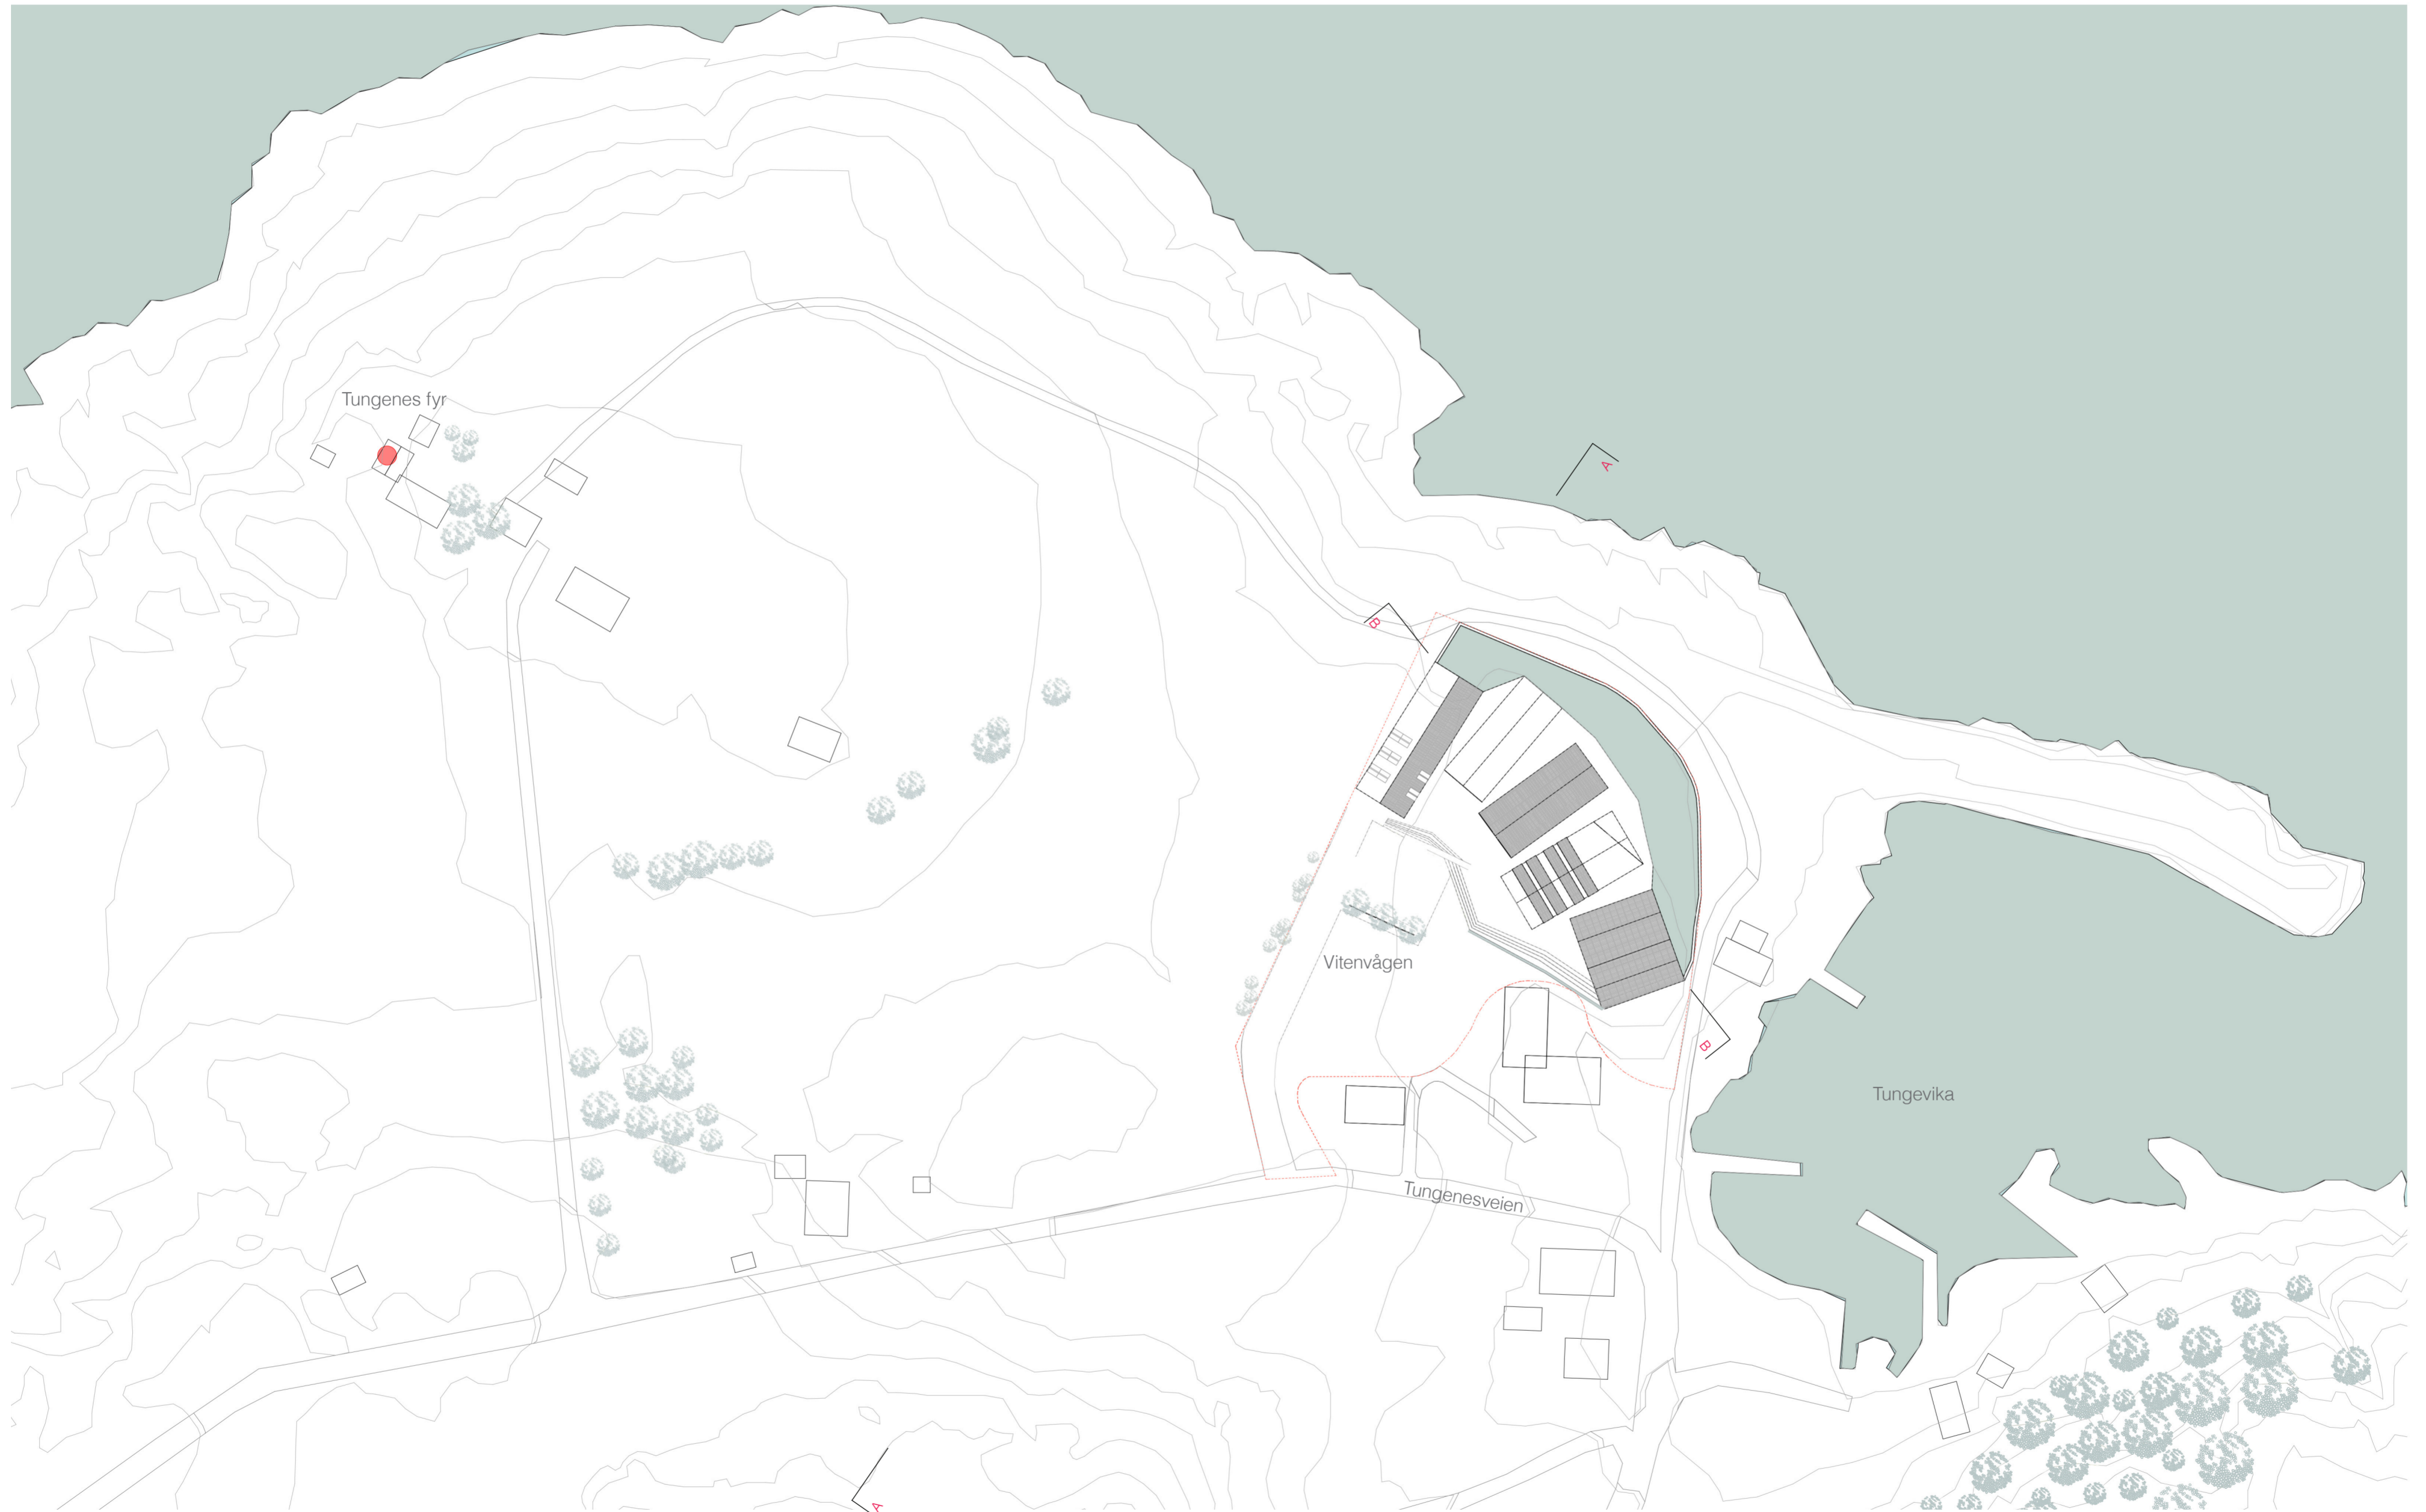 Tungenes fyr
A
B
Vitenvågen
B
Tungevika
Tungenesveien
A